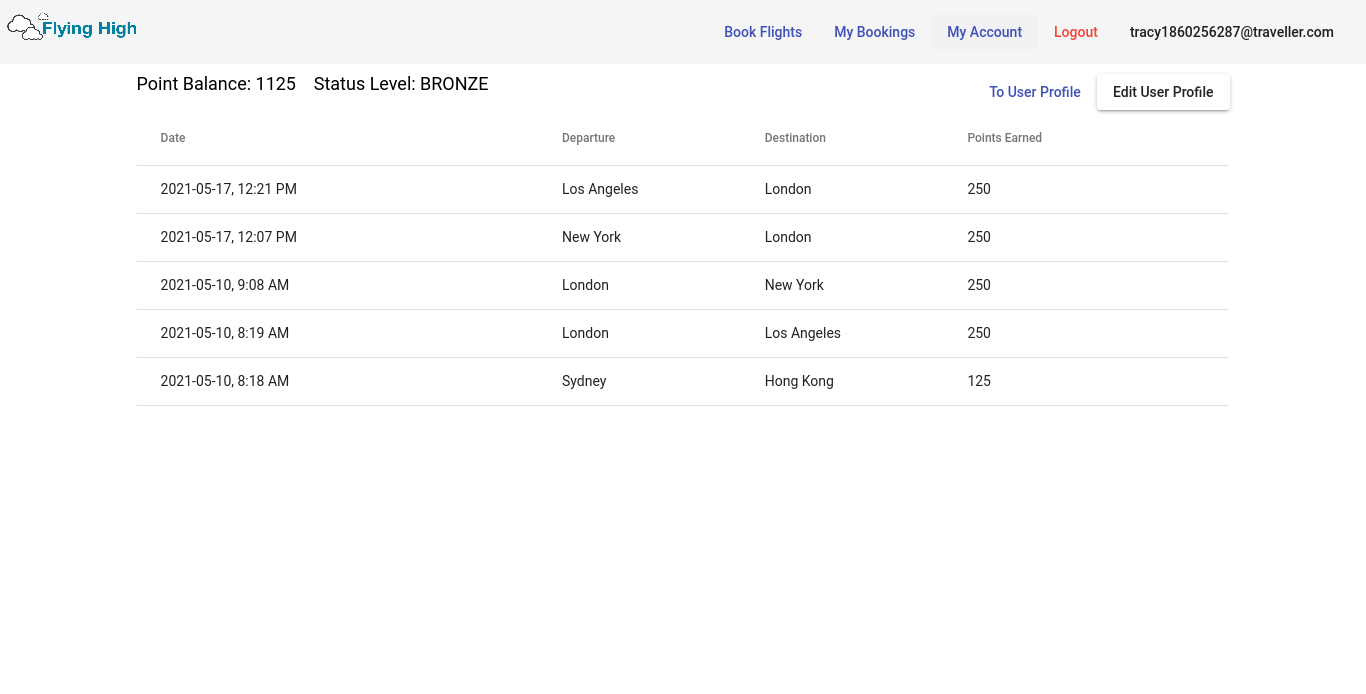 Flying High
Book Flights My Bookings My Account Logout tracy1860256287@traveller.com
Point Balance: 1125 Status Level: BRONZE
To User Profile Edit User Profile
Date Departure Destination Points Earned
2021-05-17, 12:21 PM Los Angeles London 250
2021-05-17, 12:07 PM New York London 250
2021-05-10, 9:08 AM London New York 250
2021-05-10, 8:19 AM London Los Angeles 250
2021-05-10, 8:18 AM Sydney Hong Kong 125